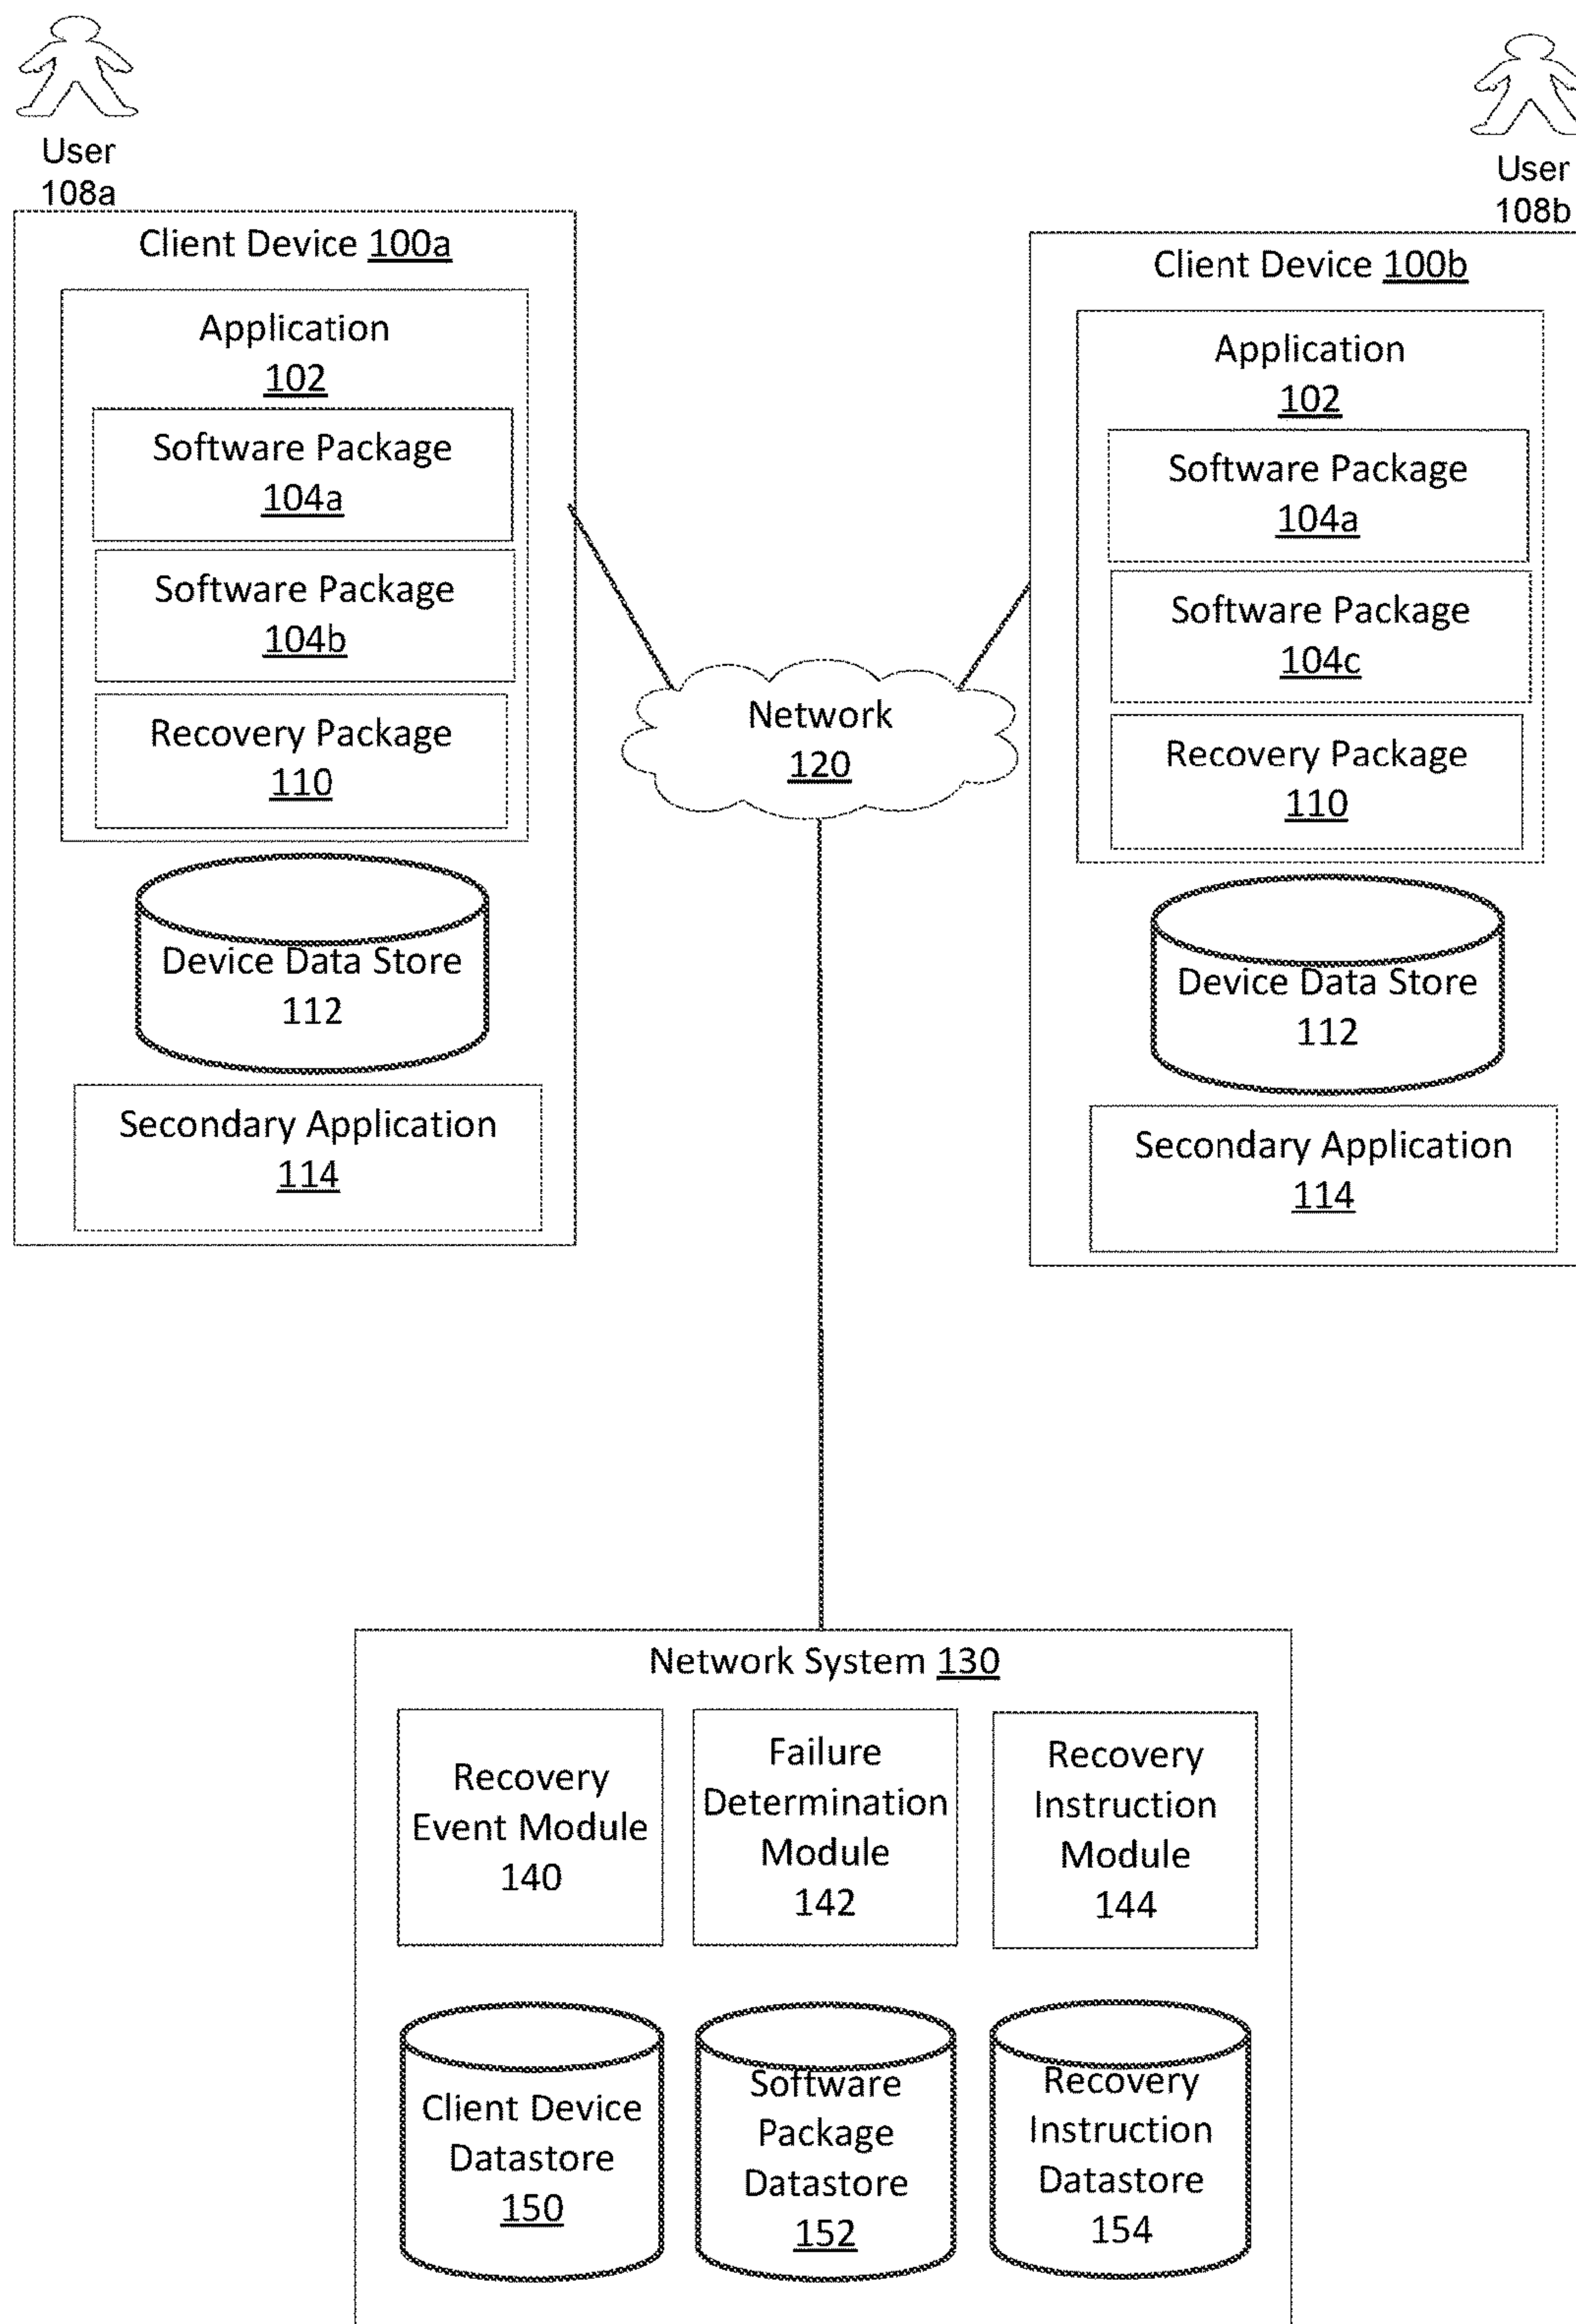 User
108a
Client Device 100a
Application
102
Software Package
104a
Software Package
104b
Recovery Package
110
Device Data Store
112
Secondary Application
114
User
108b
Client Device 100b
Application
102
Software Package
104a
Software Package
104c
Recovery Package
110
Device Data Store
112
Secondary Application
114
Network
120
Network System 130
Recovery
Event Module
140
Failure
Determination
Module
142
Recovery
Instruction
Module
144
Client Device
Datastore
150
Software
Package
Datastore
152
Recovery
Instruction
Datastore
154